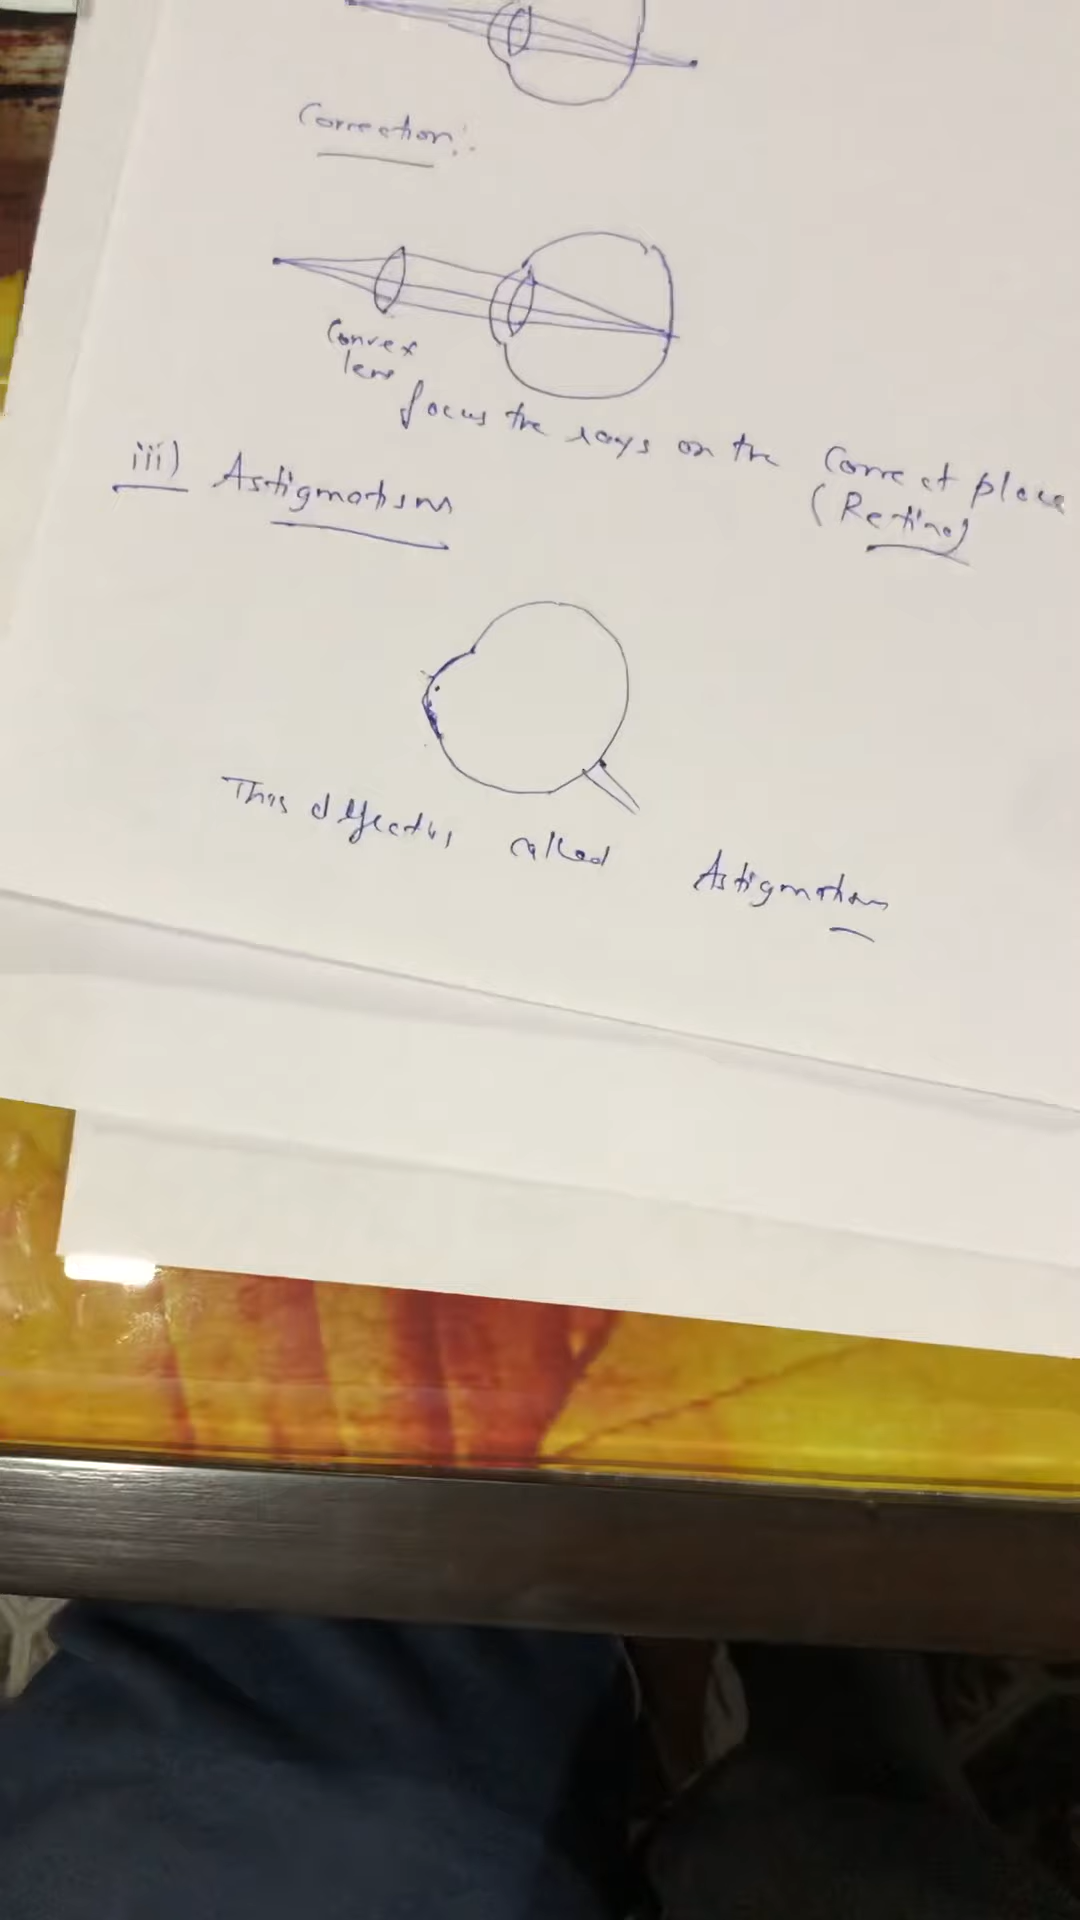 Correction:
Convex
lens
focus the rays on the correct place
(Retina)
iii) Astigmatism
This defect is called Astigmatism